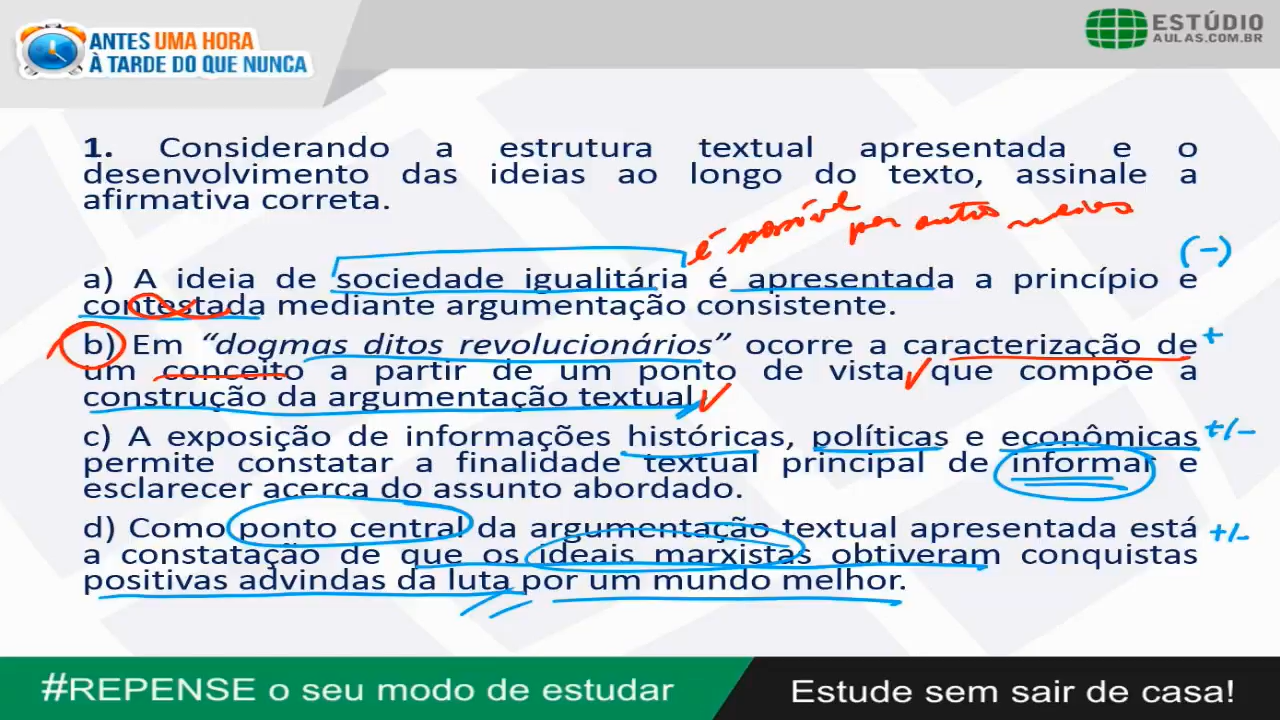 ANTES UMA HORA
À TARDE DO QUE NUNCA
ESTÚDIO
AULAS.COM.BR
1. Considerando a estrutura textual apresentada e o
desenvolvimento das ideias ao longo do texto, assinale a
afirmativa correta.
é possível
por outros meios
(-)
a) A ideia de sociedade igualitária é apresentada a princípio e
contestada mediante argumentação consistente.
b) Em “dogmas ditos revolucionários” ocorre a caracterização de +
um conceito a partir de um ponto de vista que compõe a
construção da argumentação textual.
c) A exposição de informações históricas, políticas e econômicas +/-
permite constatar a finalidade textual principal de informar e
esclarecer acerca do assunto abordado.
d) Como ponto central da argumentação textual apresentada está +/-
a constatação de que os ideais marxistas obtiveram conquistas
positivas advindas da luta por um mundo melhor.
#REPENSE o seu modo de estudar
Estude sem sair de casa!